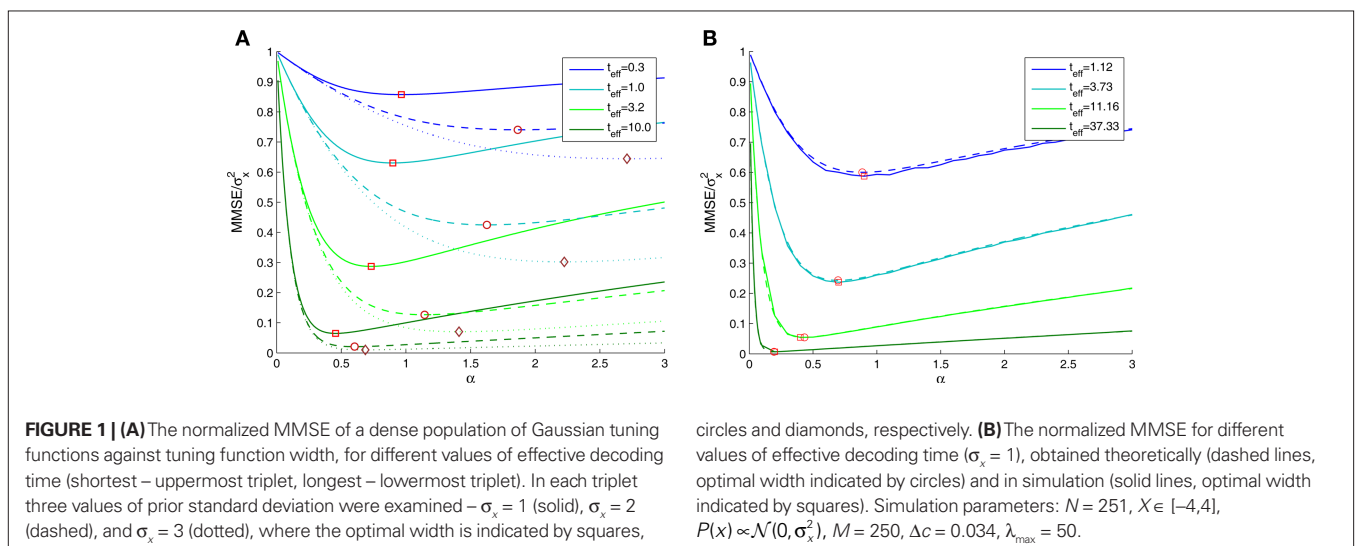 A
B
1
0.9
0.8
0.7
0.6
0.5
0.4
0.3
0.2
0.1
0
MMSE/σ²ₓ
0 0.5 1 1.5 2 2.5 3
α
t_eff=0.3
t_eff=1.0
t_eff=3.2
t_eff=10.0
1
0.9
0.8
0.7
0.6
0.5
0.4
0.3
0.2
0.1
0
MMSE/σ²ₓ
0 0.5 1 1.5 2 2.5 3
α
t_eff=1.12
t_eff=3.73
t_eff=11.16
t_eff=37.33
FIGURE 1 | (A) The normalized MMSE of a dense population of Gaussian tuning
functions against tuning function width, for different values of effective decoding
time (shortest – uppermost triplet, longest – lowermost triplet). In each triplet
three values of prior standard deviation were examined – σₓ = 1 (solid), σₓ = 2
(dashed), and σₓ = 3 (dotted), where the optimal width is indicated by squares,
circles and diamonds, respectively. (B) The normalized MMSE for different
values of effective decoding time (σₓ = 1), obtained theoretically (dashed lines,
optimal width indicated by circles) and in simulation (solid lines, optimal width
indicated by squares). Simulation parameters: N = 251, X ∈ [–4,4],
P(x) ∝ 𝒩(0, σ²ₓ), M = 250, Δc = 0.034, λ_max = 50.